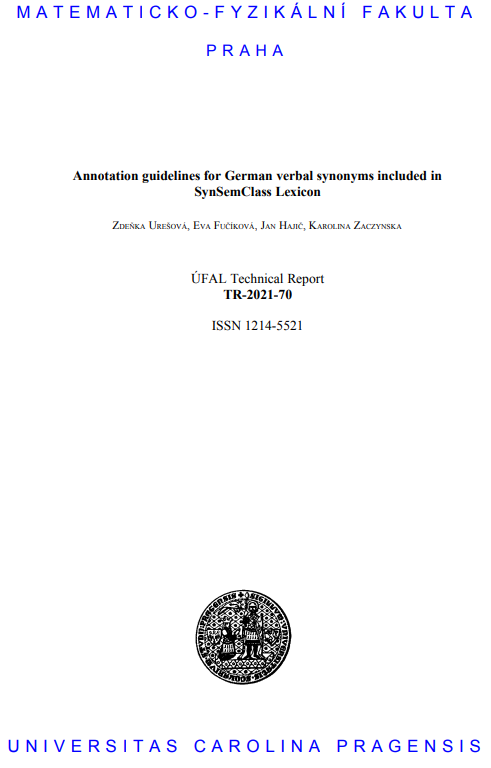 MATEMATICKO-FYZIKÁLNÍ FAKULTA
PRAHA
Annotation guidelines for German verbal synonyms included in
SynSemClass Lexicon
Zdeňka Urešová, Eva Fučíková, Jan Hajič, Karolina Zaczynska
ÚFAL Technical Report
TR-2021-70
ISSN 1214-5521
UNIVERSITAS CAROLINA PRAGENSIS